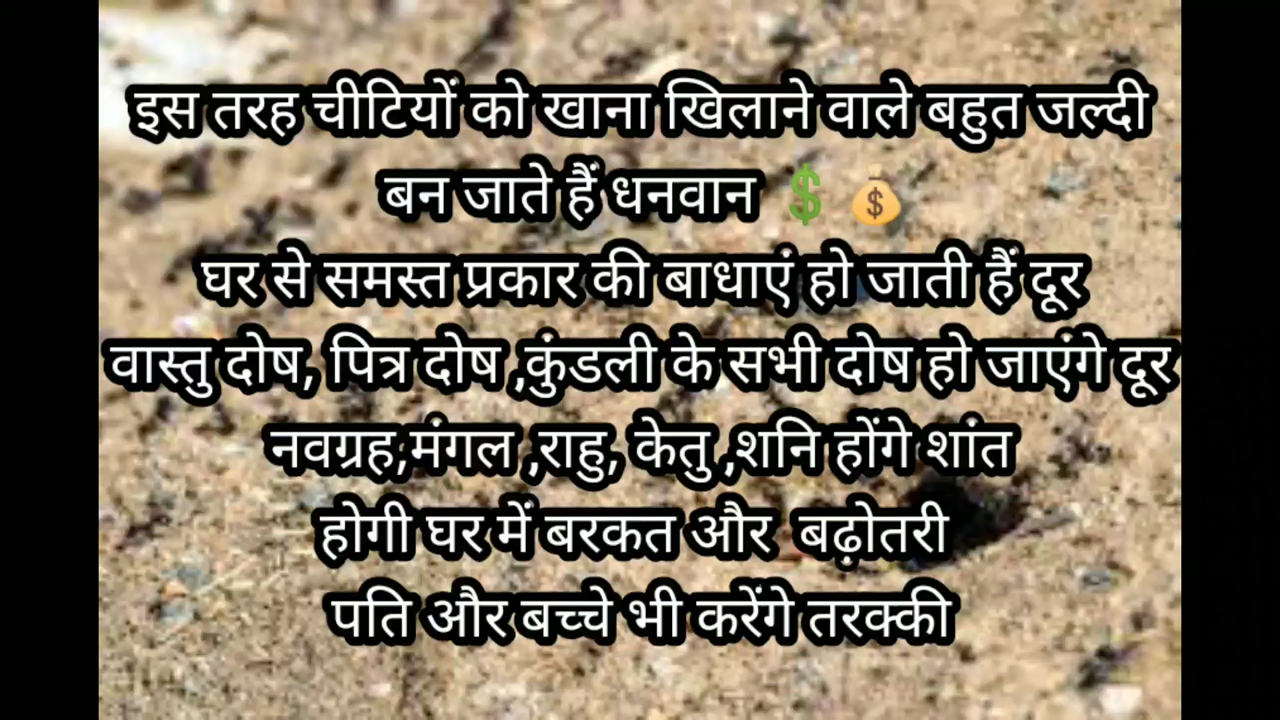 इस तरह चीटियों को खाना खिलाने वाले बहुत जल्दी
बन जाते हैं धनवान 💲 💰
घर से समस्त प्रकार की बाधाएं हो जाती हैं दूर
वास्तु दोष, पित्र दोष ,कुंडली के सभी दोष हो जाएंगे दूर
नवग्रह,मंगल ,राहु, केतु ,शनि होंगे शांत
होगी घर में बरकत और बढ़ोतरी
पति और बच्चे भी करेंगे तरक्की